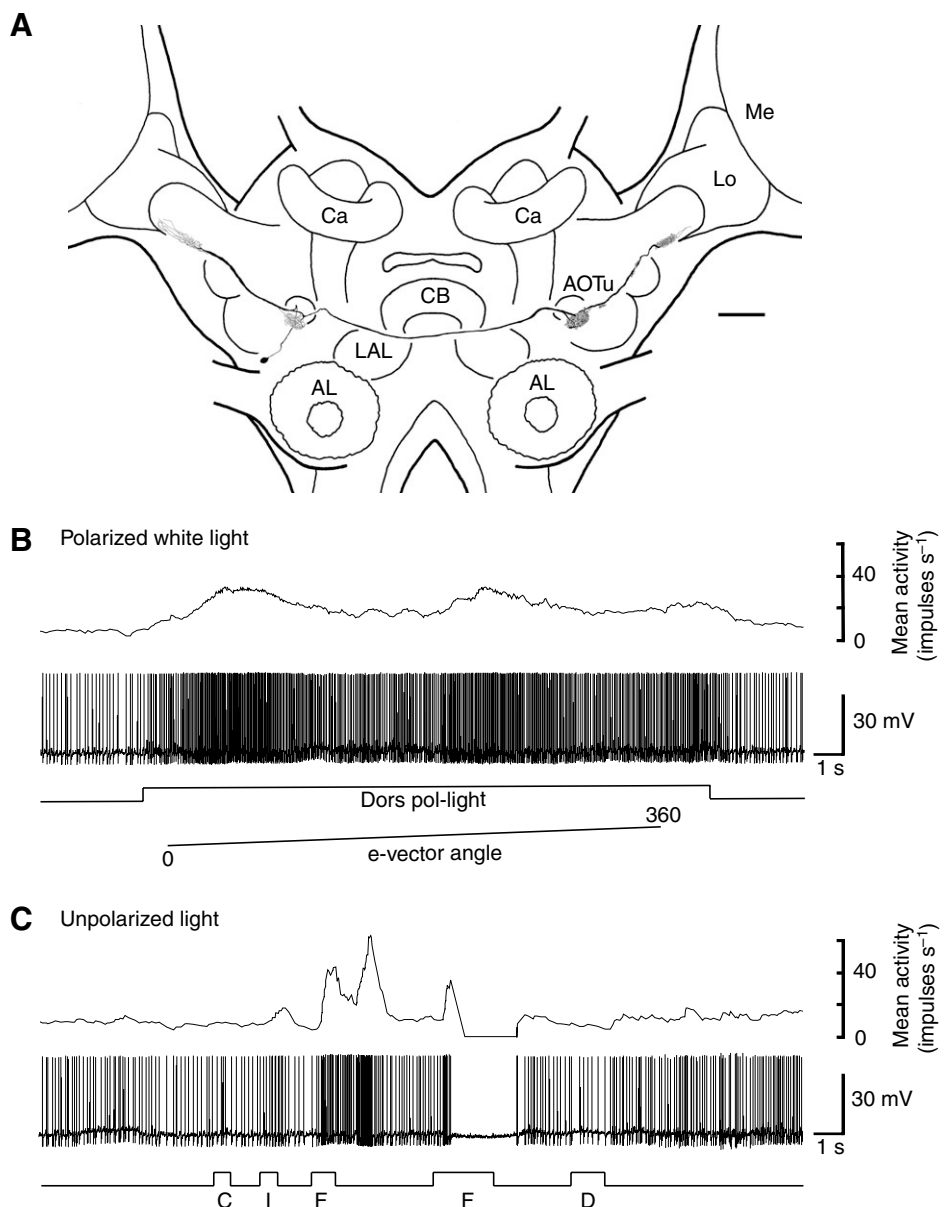 A
Me
Lo
Ca
Ca
AOTu
CB
LAL
AL
AL
B Polarized white light
40
0
Mean activity
(impulses s⁻¹)
30 mV
1 s
Dors pol-light
360
0
e-vector angle
C Unpolarized light
40
0
Mean activity
(impulses s⁻¹)
30 mV
1 s
C I F F D